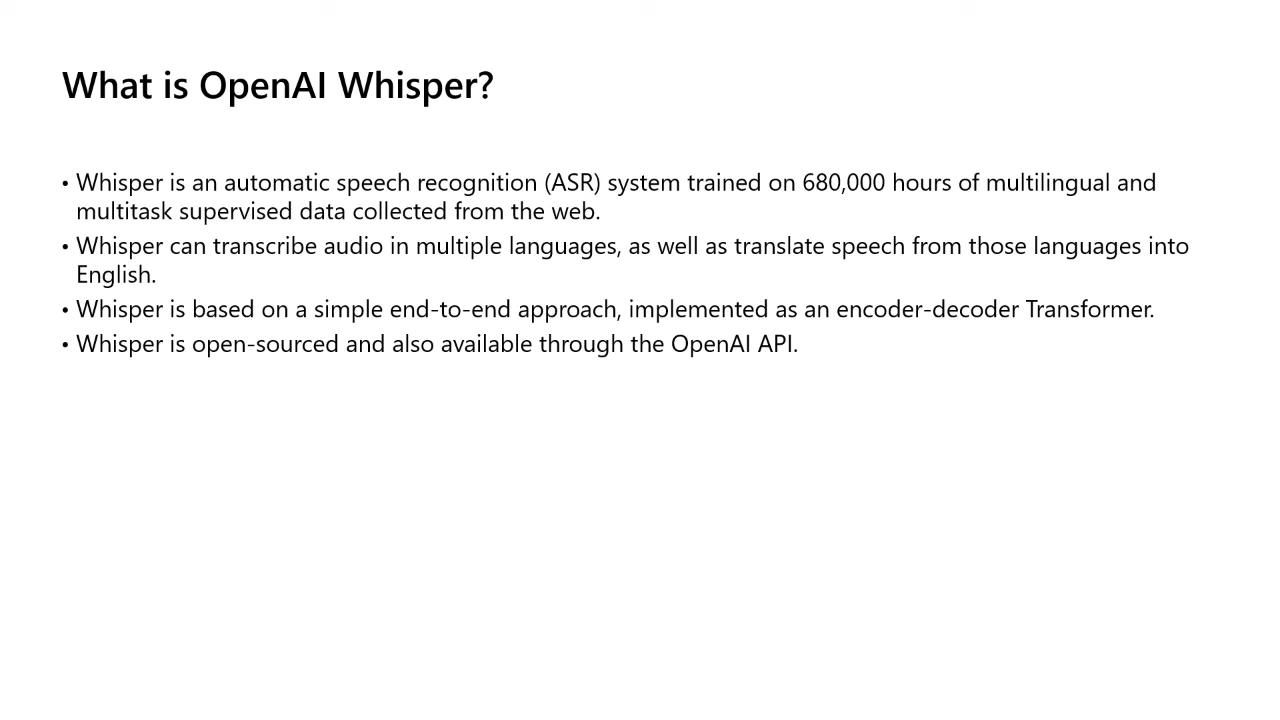 What is OpenAI Whisper?
• Whisper is an automatic speech recognition (ASR) system trained on 680,000 hours of multilingual and
multitask supervised data collected from the web.
• Whisper can transcribe audio in multiple languages, as well as translate speech from those languages into
English.
• Whisper is based on a simple end-to-end approach, implemented as an encoder-decoder Transformer.
• Whisper is open-sourced and also available through the OpenAI API.